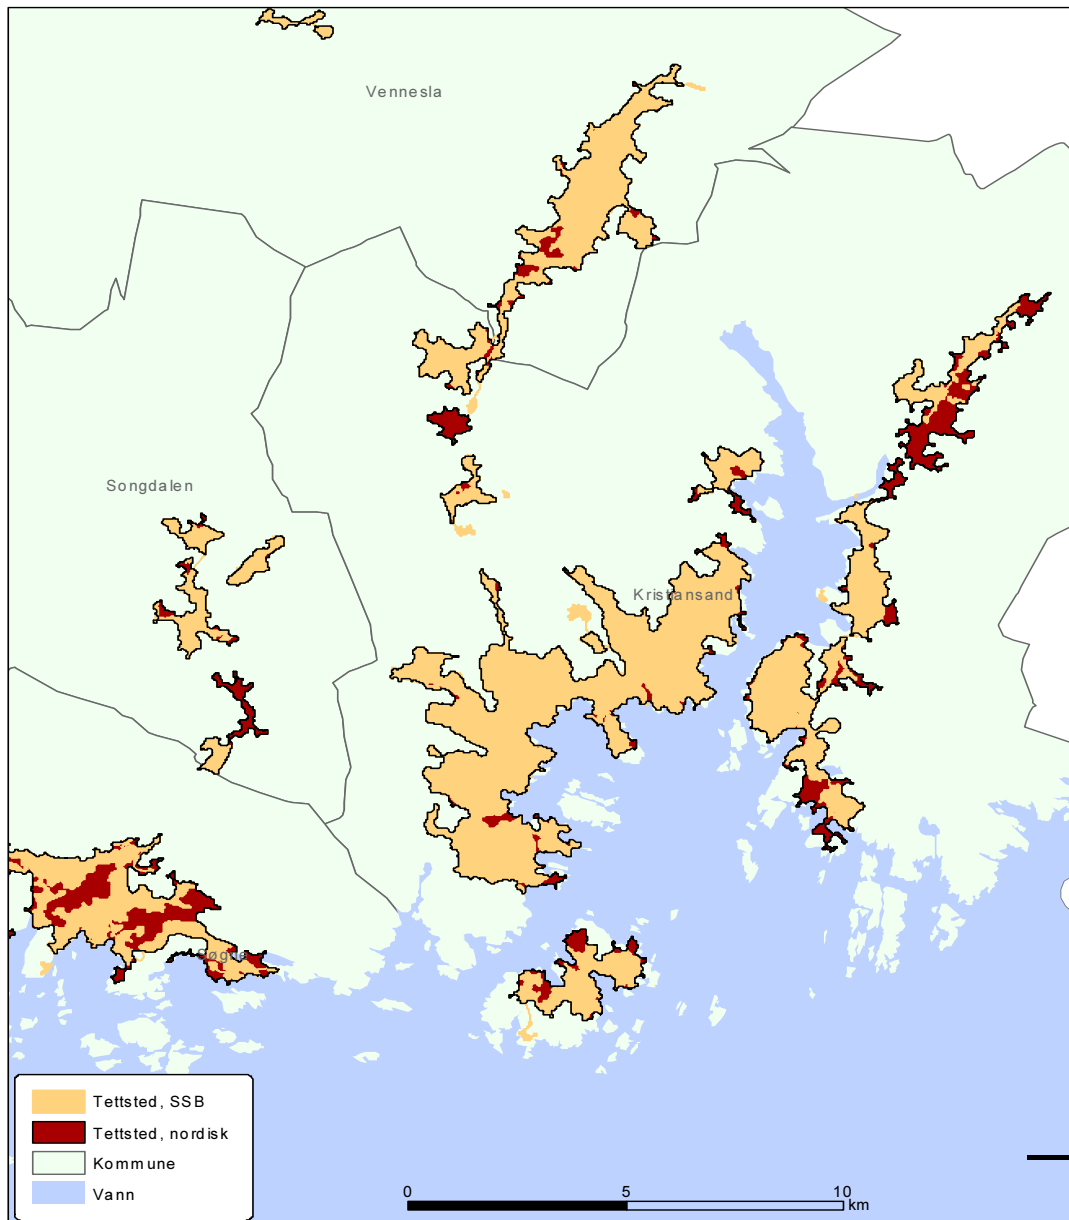 Vennesla
Songdalen
Kristiansand
Søgne
Tettsted, SSB
Tettsted, nordisk
Kommune
Vann
0 5 10
km